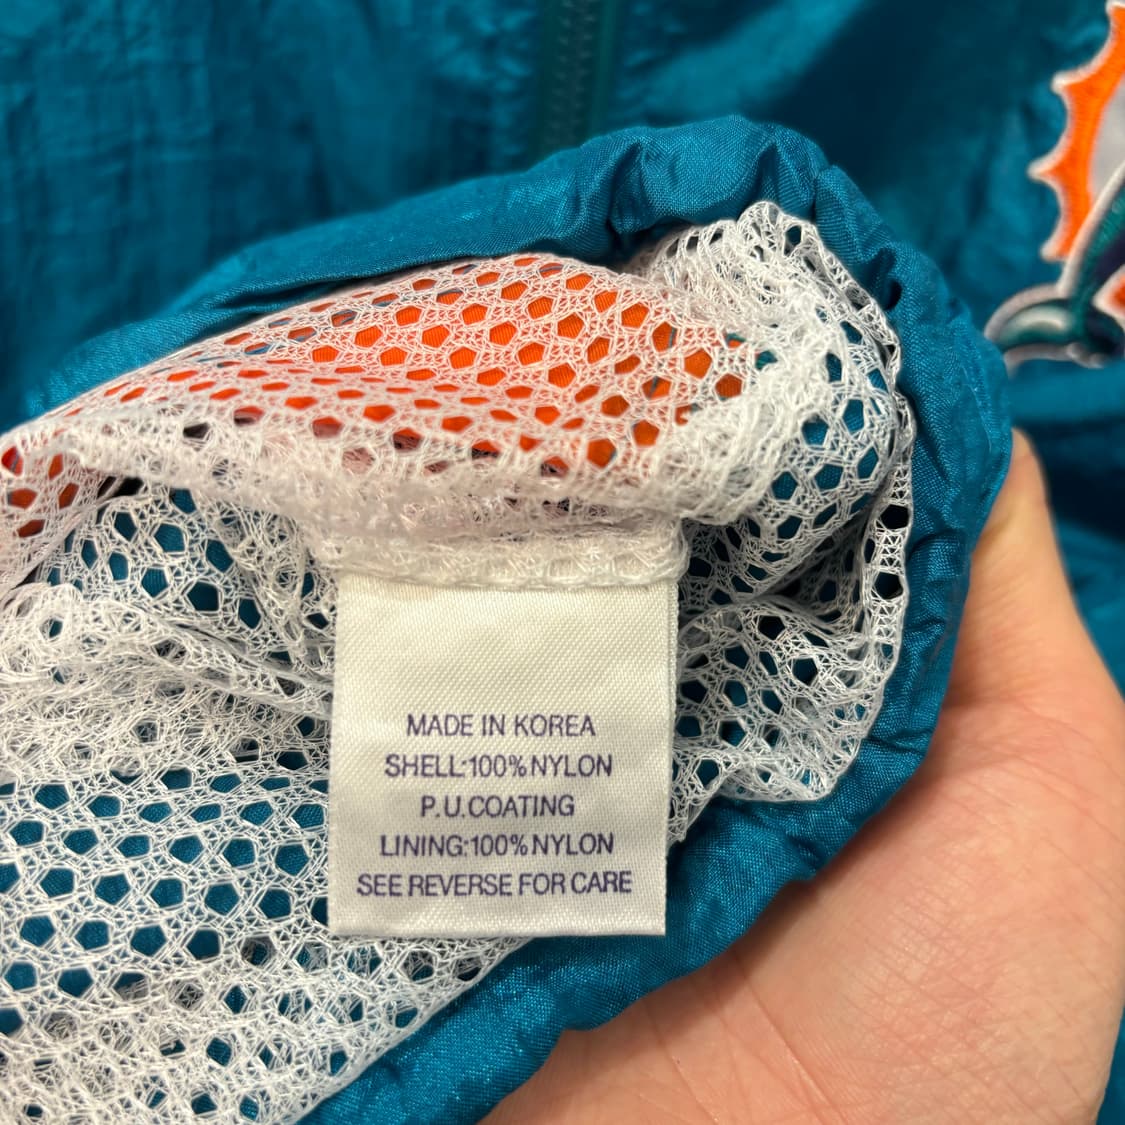 MADE IN KOREA
SHELL:100% NYLON
P.U.COATING
LINING:100% NYLON
SEE REVERSE FOR CARE